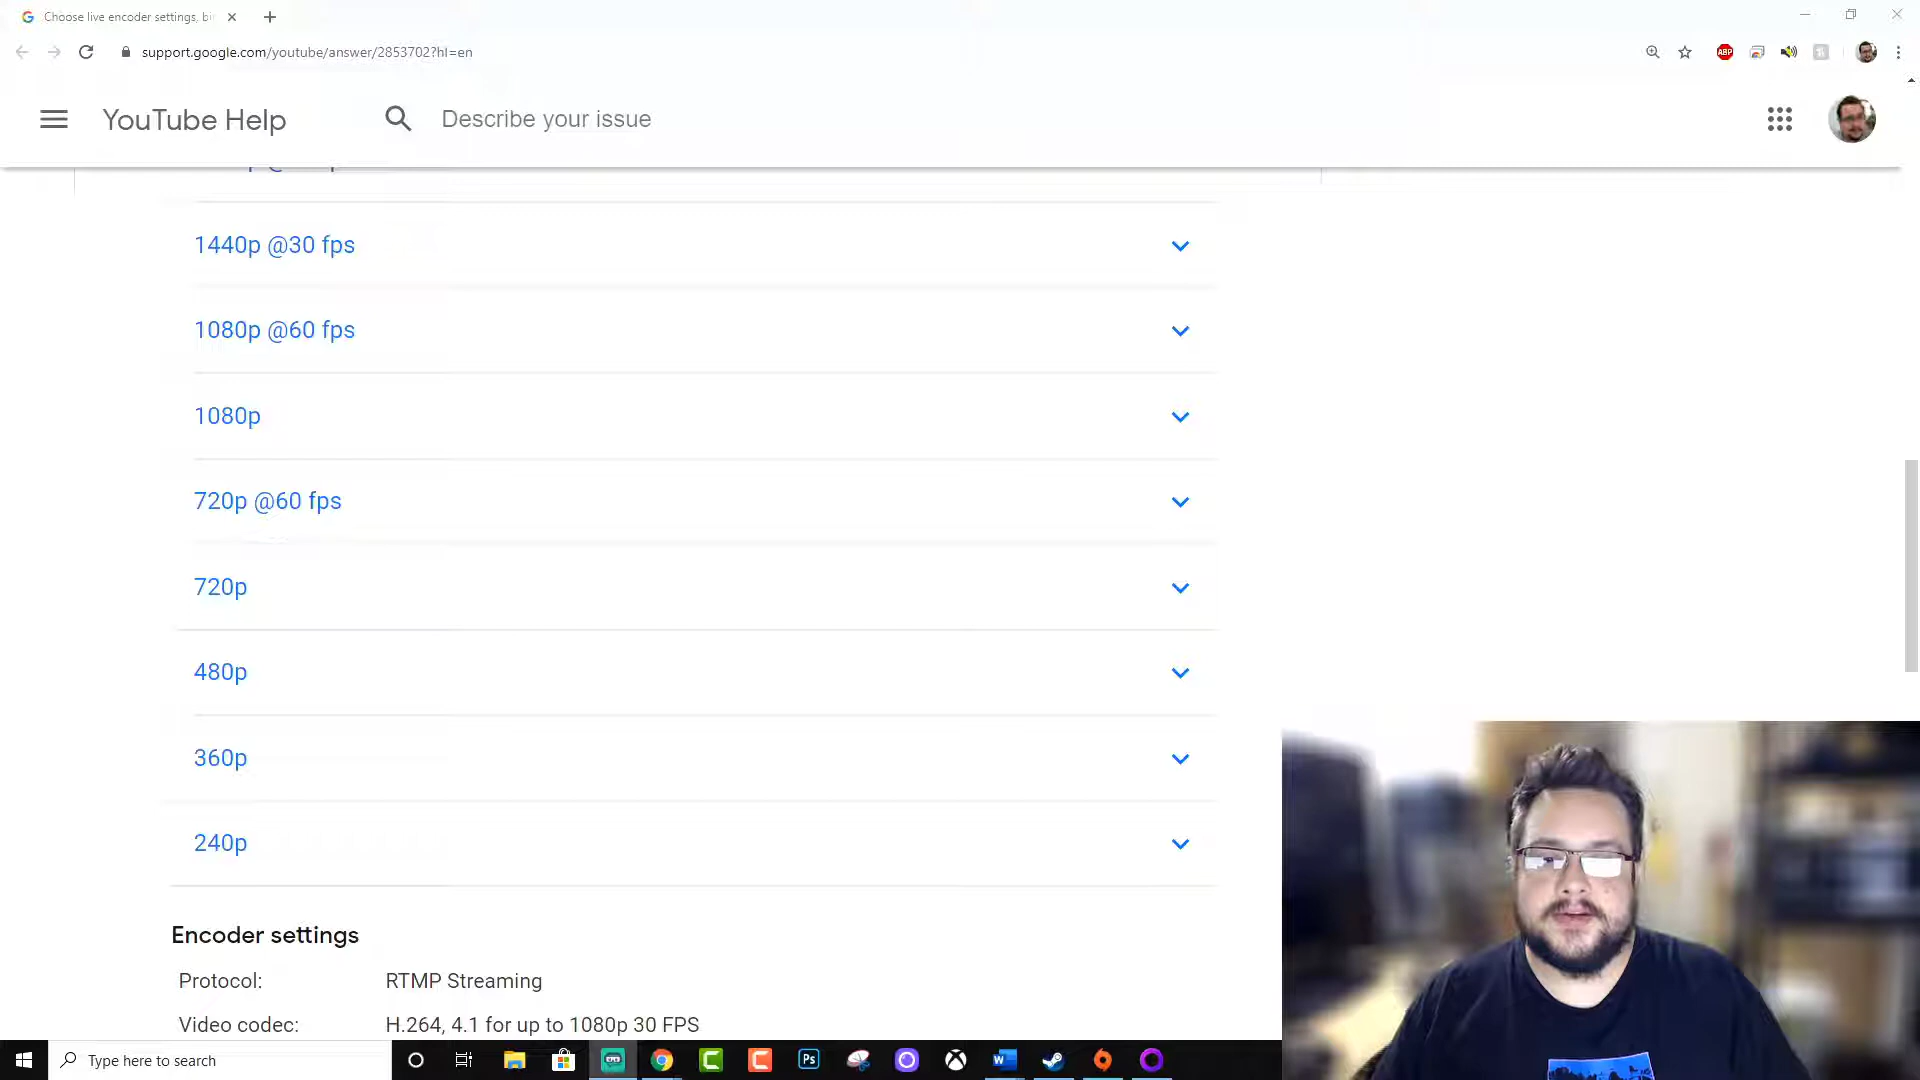 Choose live encoder settings, bi
support.google.com/youtube/answer/2853702?hl=en
ABP
YouTube Help
Describe your issue
1440p @30 fps
1080p @60 fps
1080p
720p @60 fps
720p
480p
360p
240p
Encoder settings
Protocol: RTMP Streaming
Video codec: H.264, 4.1 for up to 1080p 30 FPS
Type here to search
Ps